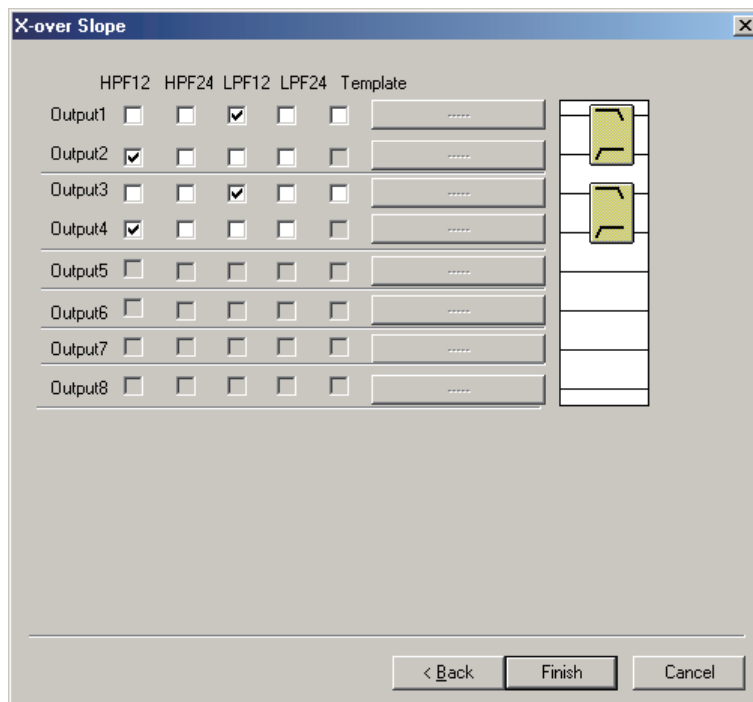 X-over Slope
HPF12 HPF24 LPF12 LPF24 Template
Output1 -----
Output2 -----
Output3 -----
Output4 -----
Output5 -----
Output6 -----
Output7 -----
Output8 -----
< Back Finish Cancel